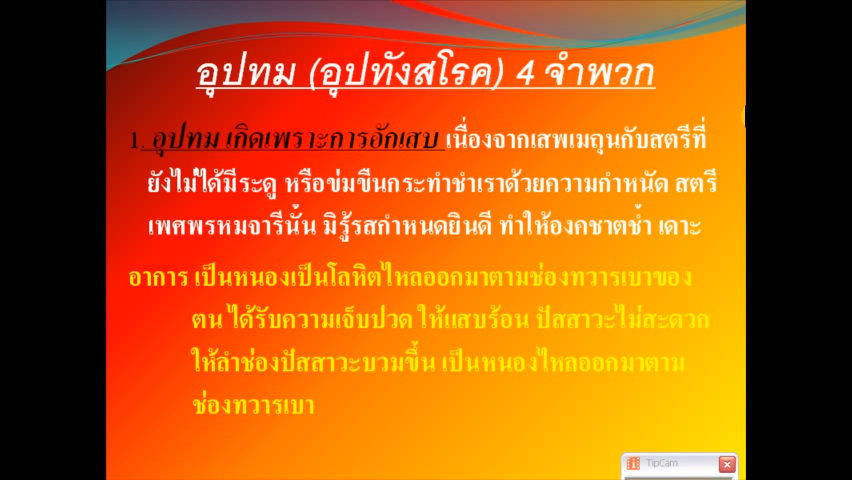 อุปทม (อุปทังสโรค) 4 จำพวก
1. อุปทม เกิดเพราะการอักเสบ เนื่องจากเสพเมถุนกับสตรีที่
ยังไม่ได้มีระดู หรือข่มขืนกระทำชำเราด้วยความกำหนัด สตรี
เพศพรหมจารีนั้น มิรู้รสกำหนดยินดี ทำให้องคชาตช้ำ เดาะ
อาการ เป็นหนองเป็นโลหิตไหลออกมาตามช่องทวารเบาของ
ตน ได้รับความเจ็บปวด ให้แสบร้อน ปัสสาวะไม่สะดวก
ให้ลำช่องปัสสาวะบวมขึ้น เป็นหนองไหลออกมาตาม
ช่องทวารเบา
TipCam